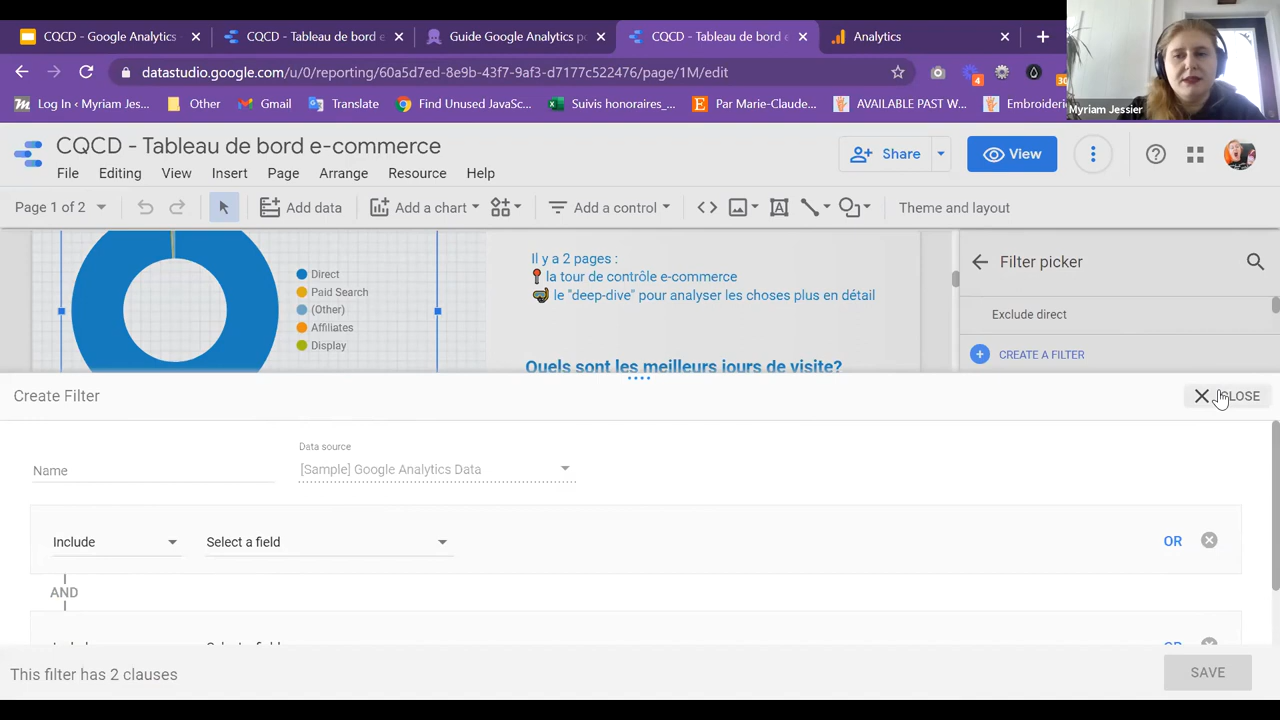 CQCD - Google Analytics
CQCD - Tableau de bord e
Guide Google Analytics p
CQCD - Tableau de bord e
Analytics
datastudio.google.com/u/0/reporting/60a5d7ed-8e9b-43f7-9af3-d7177c522476/page/1M/edit
4
30
Log In ‹ Myriam Jes...
Other
Gmail
Translate
Find Unused JavaSc...
Suivis honoraires_...
Par Marie-Claude...
AVAILABLE PAST W...
Embroiderie
Myriam Jessier
CQCD - Tableau de bord e-commerce
Share
View
File
Editing
View
Insert
Page
Arrange
Resource
Help
Page 1 of 2
Add data
Add a chart
Add a control
Theme and layout
Direct
Paid Search
(Other)
Affiliates
Display
Il y a 2 pages :
la tour de contrôle e-commerce
le "deep-dive" pour analyser les choses plus en détail
Quels sont les meilleurs jours de visite?
Filter picker
Exclude direct
CREATE A FILTER
Create Filter
CLOSE
Name
Data source
[Sample] Google Analytics Data
Include
Select a field
OR
AND
Include
Select a field
OR
This filter has 2 clauses
SAVE